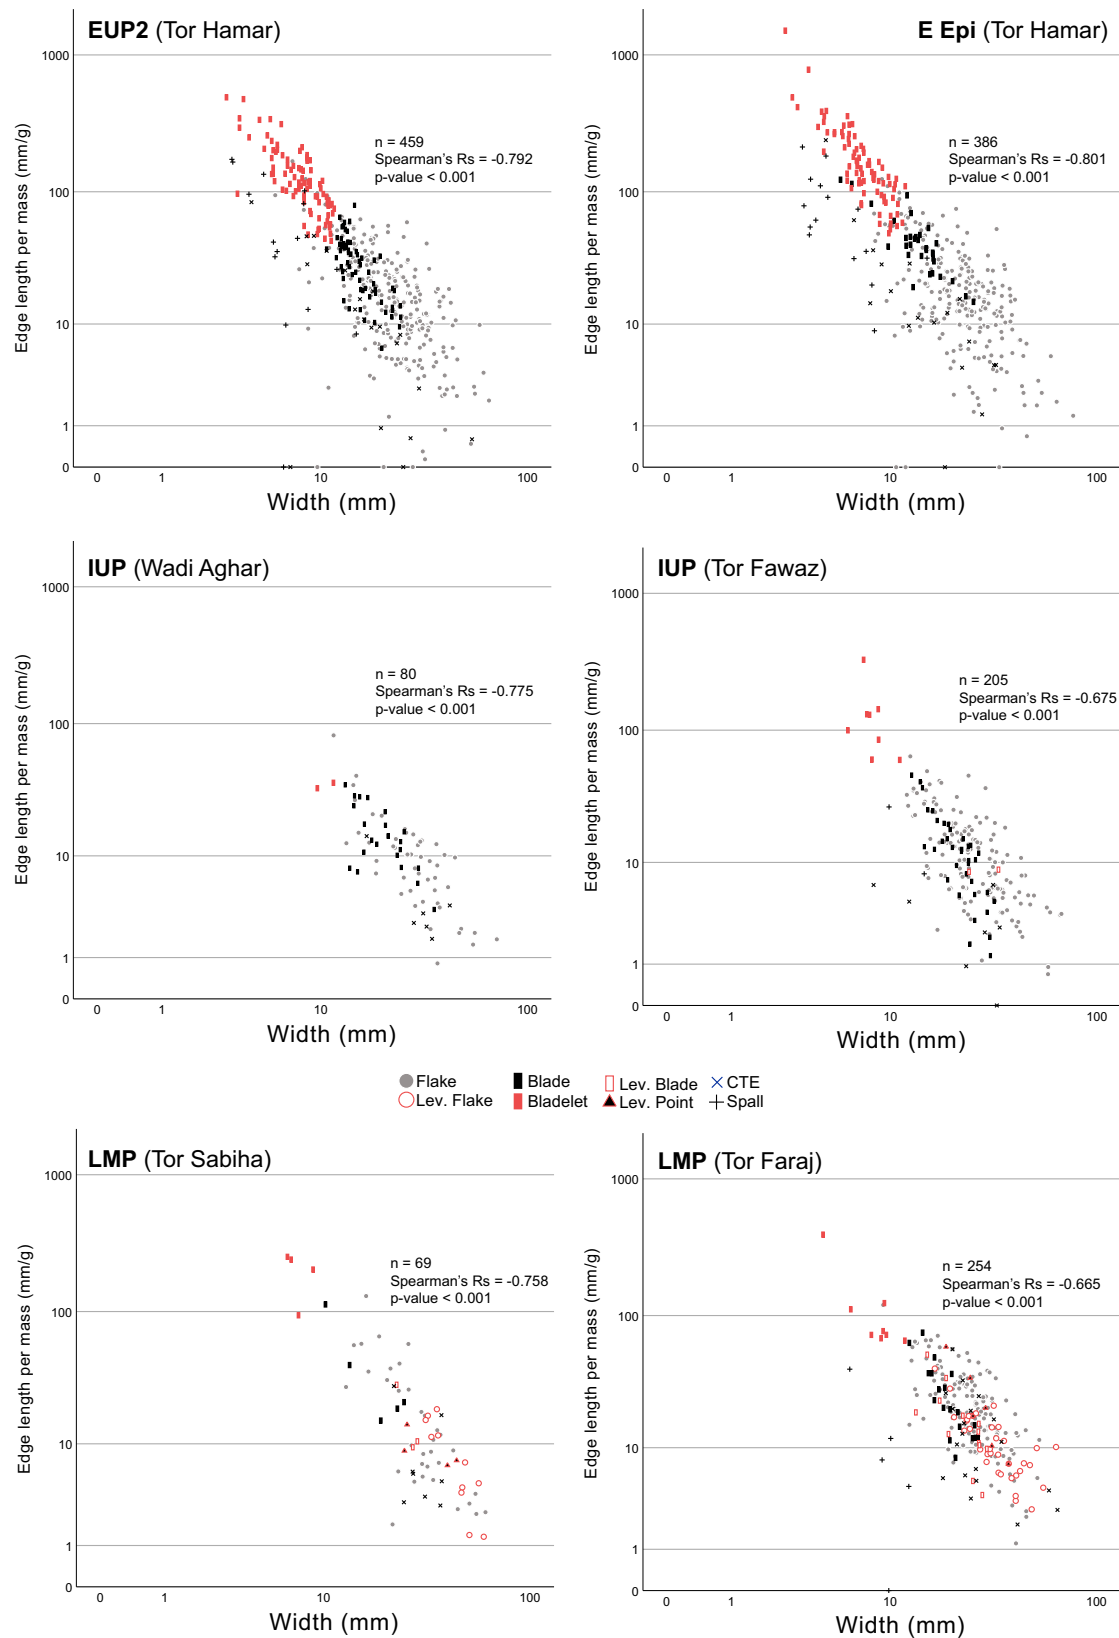 EUP2 (Tor Hamar)
1000
100
10
1
0
Edge length per mass (mm/g)
n = 459
Spearman's Rs = -0.792
p-value < 0.001
0 1 10 100
Width (mm)
E Epi (Tor Hamar)
1000
100
10
1
0
Edge length per mass (mm/g)
n = 386
Spearman's Rs = -0.801
p-value < 0.001
0 1 10 100
Width (mm)
IUP (Wadi Aghar)
1000
100
10
1
0
Edge length per mass (mm/g)
n = 80
Spearman's Rs = -0.775
p-value < 0.001
0 1 10 100
Width (mm)
IUP (Tor Fawaz)
1000
100
10
1
0
Edge length per mass (mm/g)
n = 205
Spearman's Rs = -0.675
p-value < 0.001
0 1 10 100
Width (mm)
Flake Blade Lev. Blade CTE
Lev. Flake Bladelet Lev. Point Spall
LMP (Tor Sabiha)
1000
100
10
1
0
Edge length per mass (mm/g)
n = 69
Spearman's Rs = -0.758
p-value < 0.001
0 1 10 100
Width (mm)
LMP (Tor Faraj)
1000
100
10
1
0
Edge length per mass (mm/g)
n = 254
Spearman's Rs = -0.665
p-value < 0.001
0 1 10 100
Width (mm)